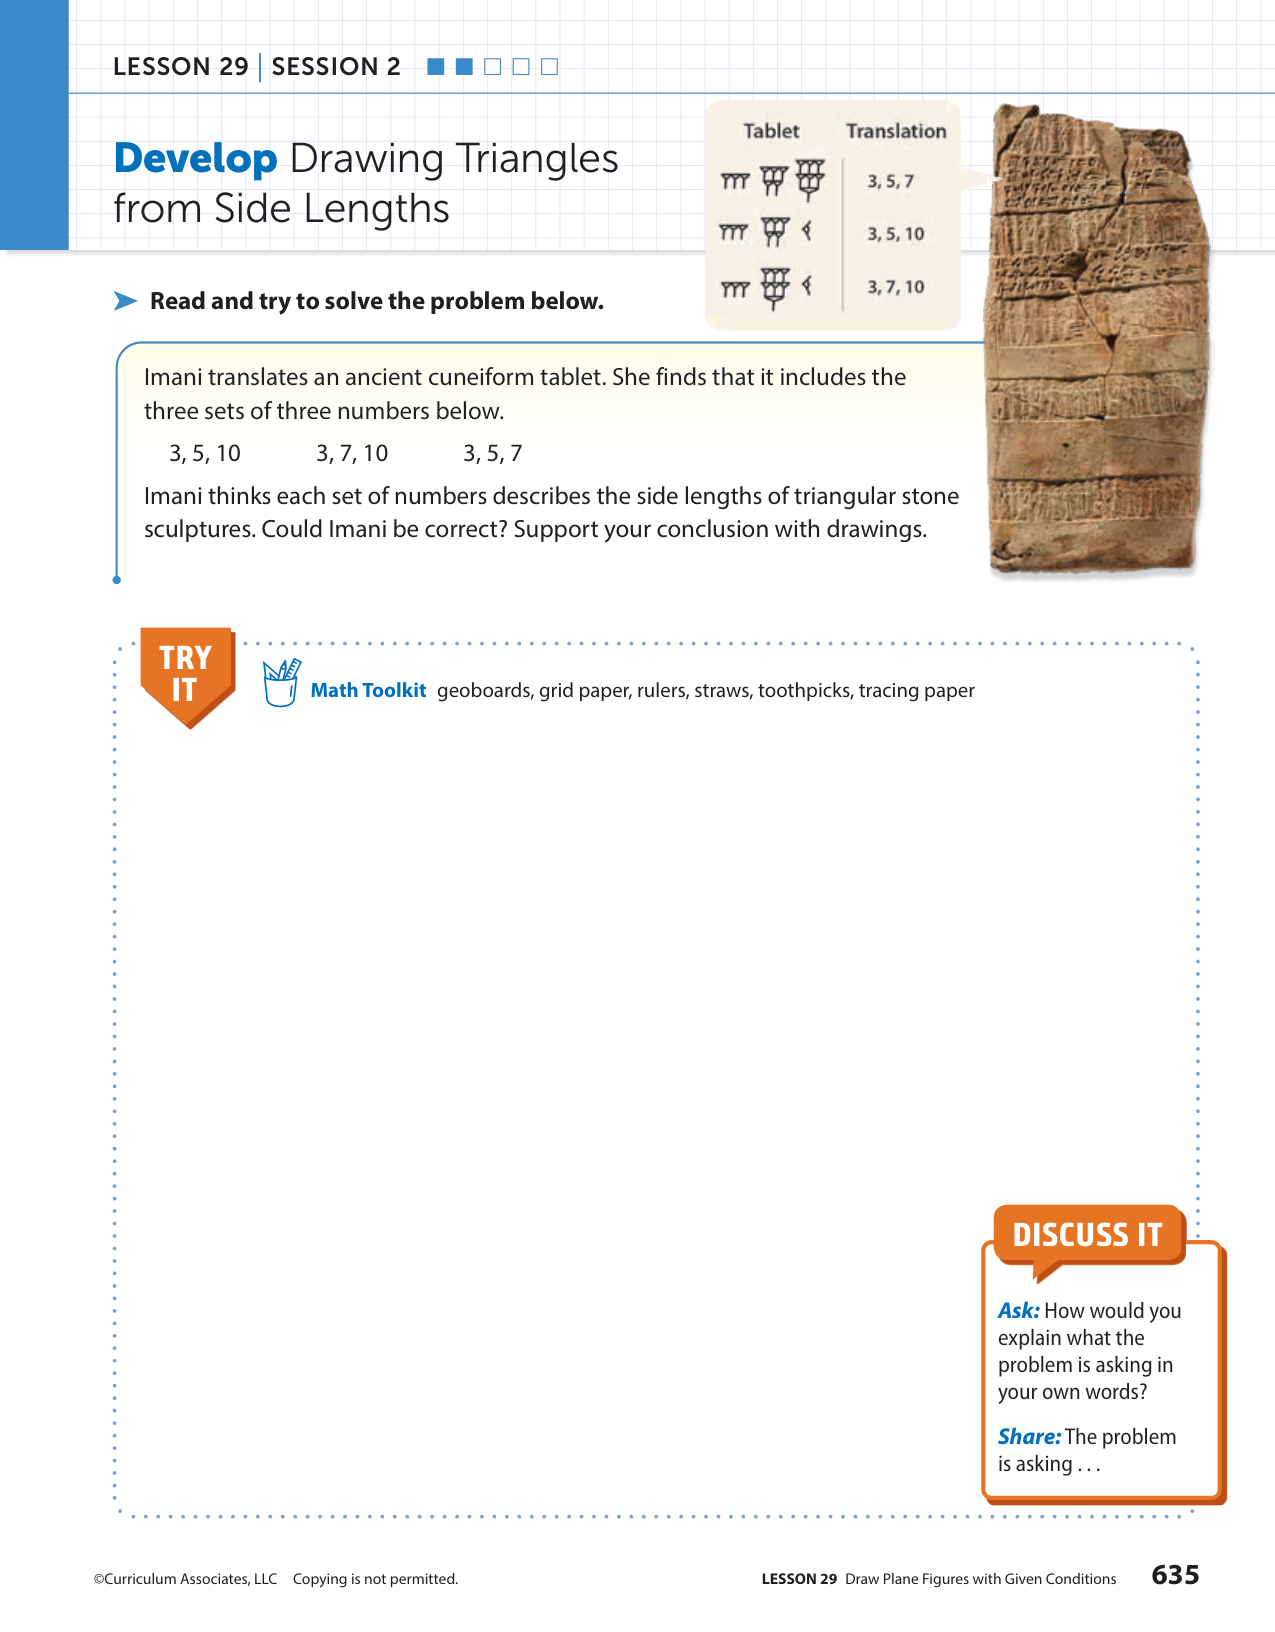 LESSON 29 | SESSION 2
Develop Drawing Triangles
from Side Lengths
Tablet Translation
3, 5, 7
3, 5, 10
3, 7, 10
Read and try to solve the problem below.
Imani translates an ancient cuneiform tablet. She finds that it includes the
three sets of three numbers below.
3, 5, 10 3, 7, 10 3, 5, 7
Imani thinks each set of numbers describes the side lengths of triangular stone
sculptures. Could Imani be correct? Support your conclusion with drawings.
TRY
IT
Math Toolkit geoboards, grid paper, rulers, straws, toothpicks, tracing paper
DISCUSS IT
Ask: How would you
explain what the
problem is asking in
your own words?
Share: The problem
is asking . . .
©Curriculum Associates, LLC Copying is not permitted.
LESSON 29 Draw Plane Figures with Given Conditions 635